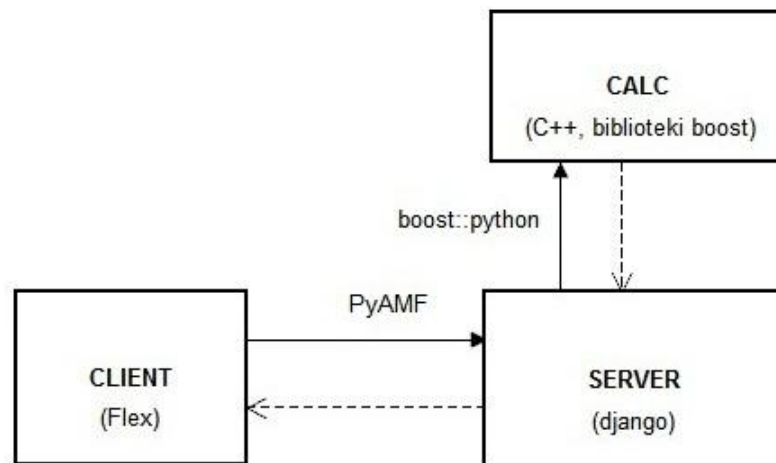 CALC
(C++, biblioteki boost)
boost::python
PyAMF
CLIENT
(Flex)
SERVER
(django)